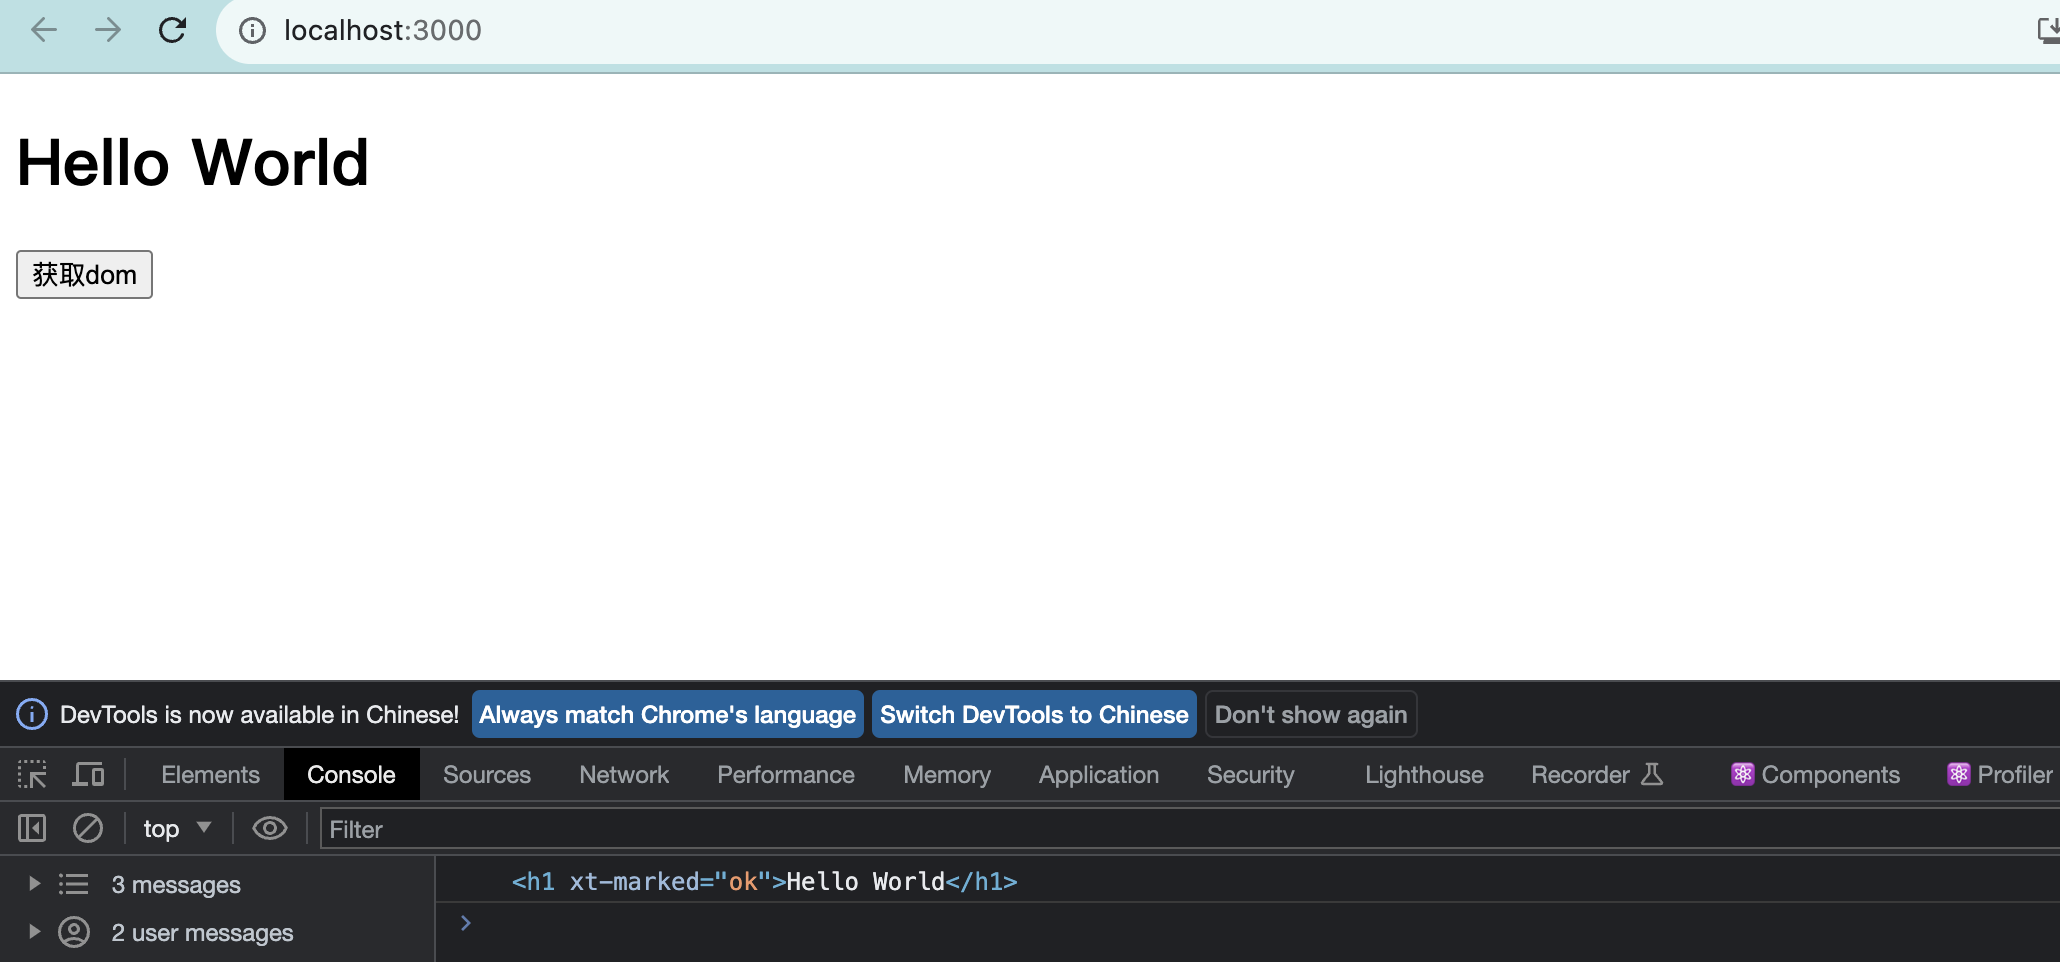 localhost:3000
Hello World
获取dom
DevTools is now available in Chinese! Always match Chrome's language Switch DevTools to Chinese Don't show again
Elements Console Sources Network Performance Memory Application Security Lighthouse Recorder Components Profiler
top Filter
3 messages
<h1 xt-marked="ok">Hello World</h1>
2 user messages